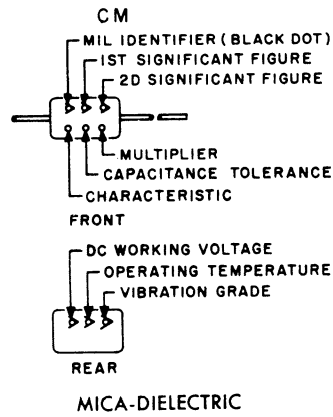 CM
MIL IDENTIFIER (BLACK DOT)
1ST SIGNIFICANT FIGURE
2D SIGNIFICANT FIGURE
MULTIPLIER
CAPACITANCE TOLERANCE
CHARACTERISTIC
FRONT
DC WORKING VOLTAGE
OPERATING TEMPERATURE
VIBRATION GRADE
REAR
MICA-DIELECTRIC